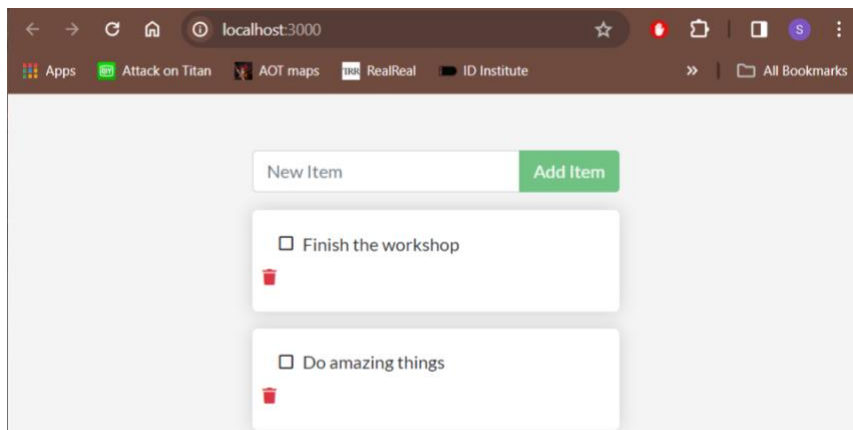 localhost:3000
S
Apps
Attack on Titan
AOT maps
TRR
RealReal
ID Institute
»
All Bookmarks
New Item
Add Item
Finish the workshop
Do amazing things